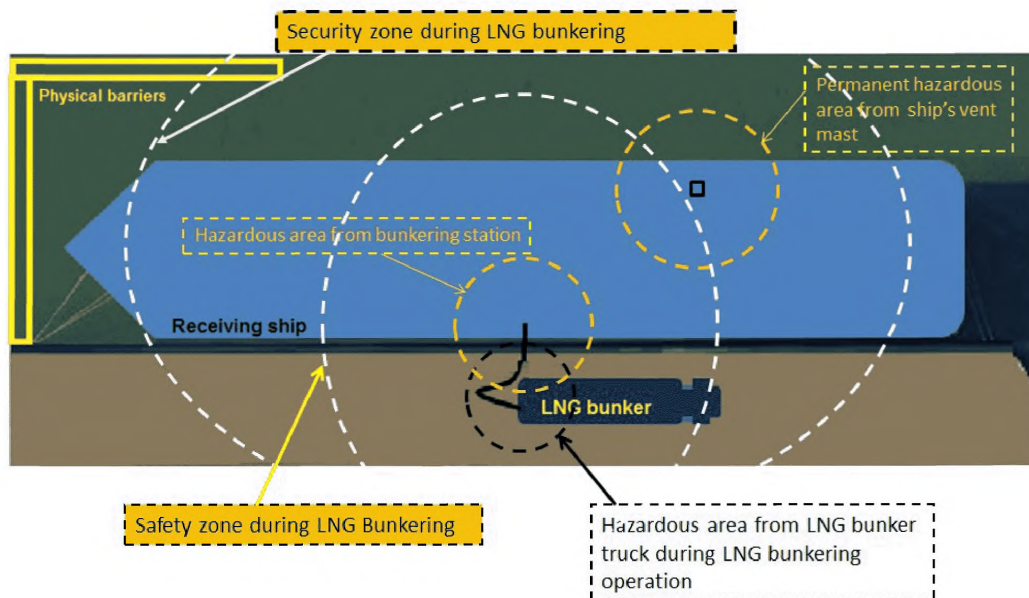 Security zone during LNG bunkering
Physical barriers
Permanent hazardous
area from ship's vent
mast
Hazardous area from bunkering station
Receiving ship
LNG bunker
Safety zone during LNG Bunkering
Hazardous area from LNG bunker
truck during LNG bunkering
operation